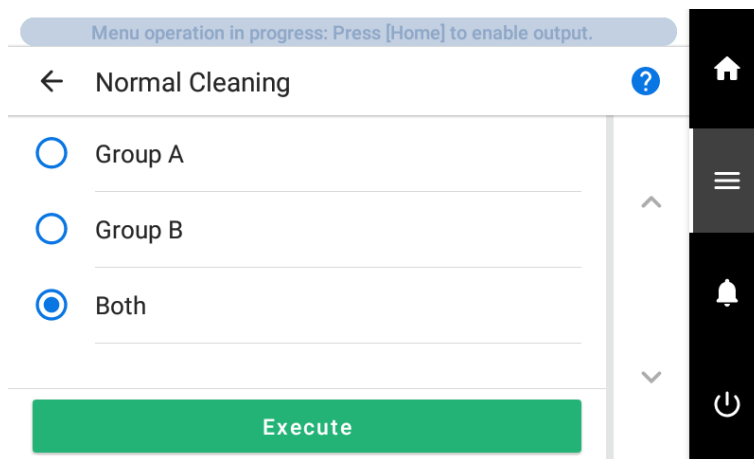 Menu operation in progress: Press [Home] to enable output.
Normal Cleaning
?
Group A
Group B
Both
Execute